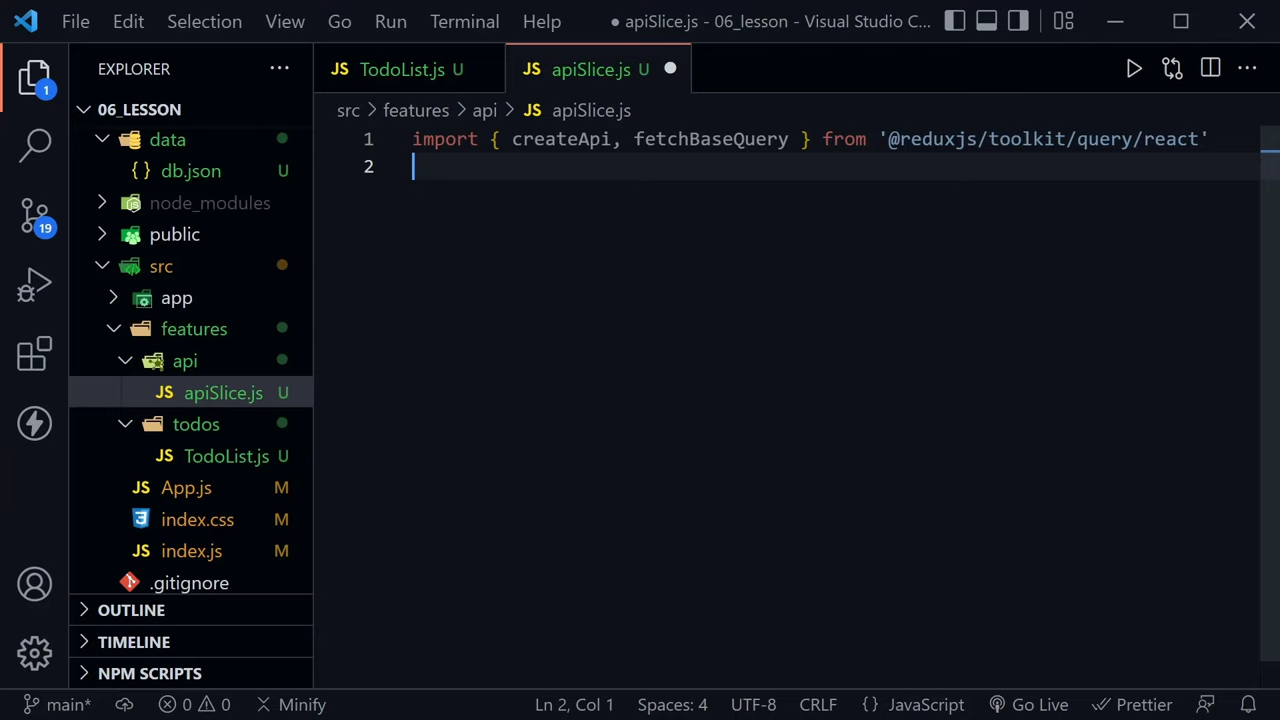 File Edit Selection View Go Run Terminal Help ● apiSlice.js - 06_lesson - Visual Studio C...
EXPLORER ···
TodoList.js U
JS apiSlice.js U
06_LESSON
src > features > api > JS apiSlice.js
1 import { createApi, fetchBaseQuery } from '@reduxjs/toolkit/query/react'
2
data
{} db.json U
node_modules
public
src
app
features
api
JS apiSlice.js U
todos
JS TodoList.js U
JS App.js M
index.css M
JS index.js M
.gitignore
OUTLINE
TIMELINE
NPM SCRIPTS
1
19
main* 0 0 Minify Ln 2, Col 1 Spaces: 4 UTF-8 CRLF {} JavaScript Go Live Prettier